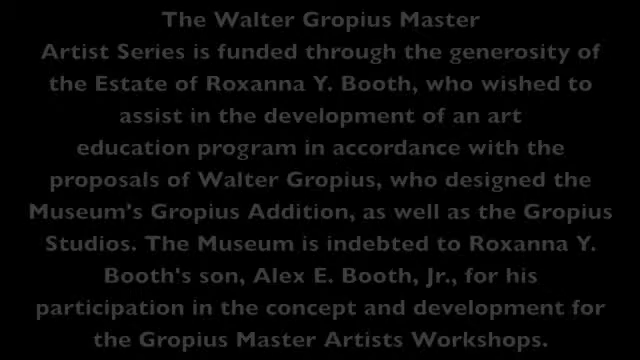 The Walter Gropius Master
Artist Series is funded through the generosity of
the Estate of Roxanna Y. Booth, who wished to
assist in the development of an art
education program in accordance with the
proposals of Walter Gropius, who designed the
Museum's Gropius Addition, as well as the Gropius
Studios. The Museum is indebted to Roxanna Y.
Booth's son, Alex E. Booth, Jr., for his
participation in the concept and development for
the Gropius Master Artists Workshops.